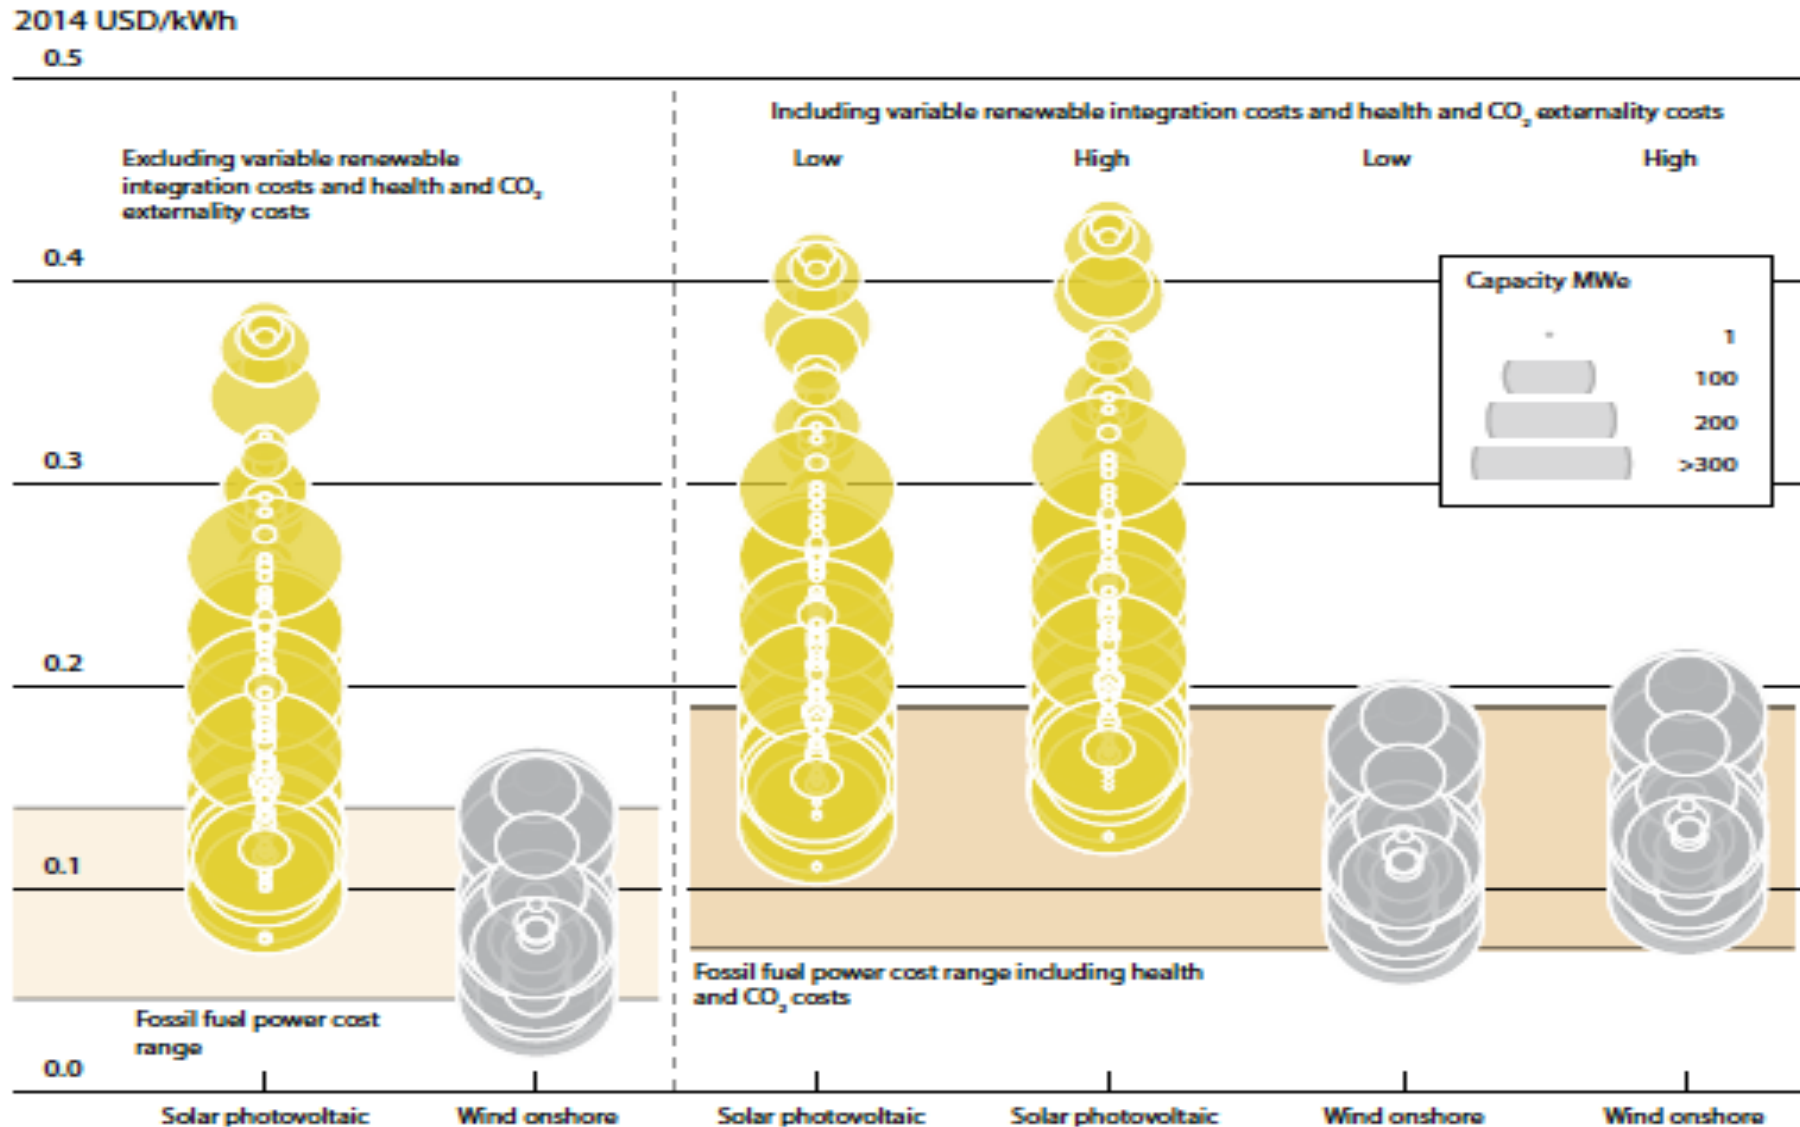 2014 USD/kWh
0.5
Including variable renewable integration costs and health and CO₂ externality costs
Excluding variable renewable
integration costs and health and CO₂
externality costs
Low
High
Low
High
0.4
Capacity MWe
1
100
200
>300
0.3
0.2
0.1
Fossil fuel power cost range including health
and CO₂ costs
Fossil fuel power cost
range
0.0
Solar photovoltaic
Wind onshore
Solar photovoltaic
Solar photovoltaic
Wind onshore
Wind onshore